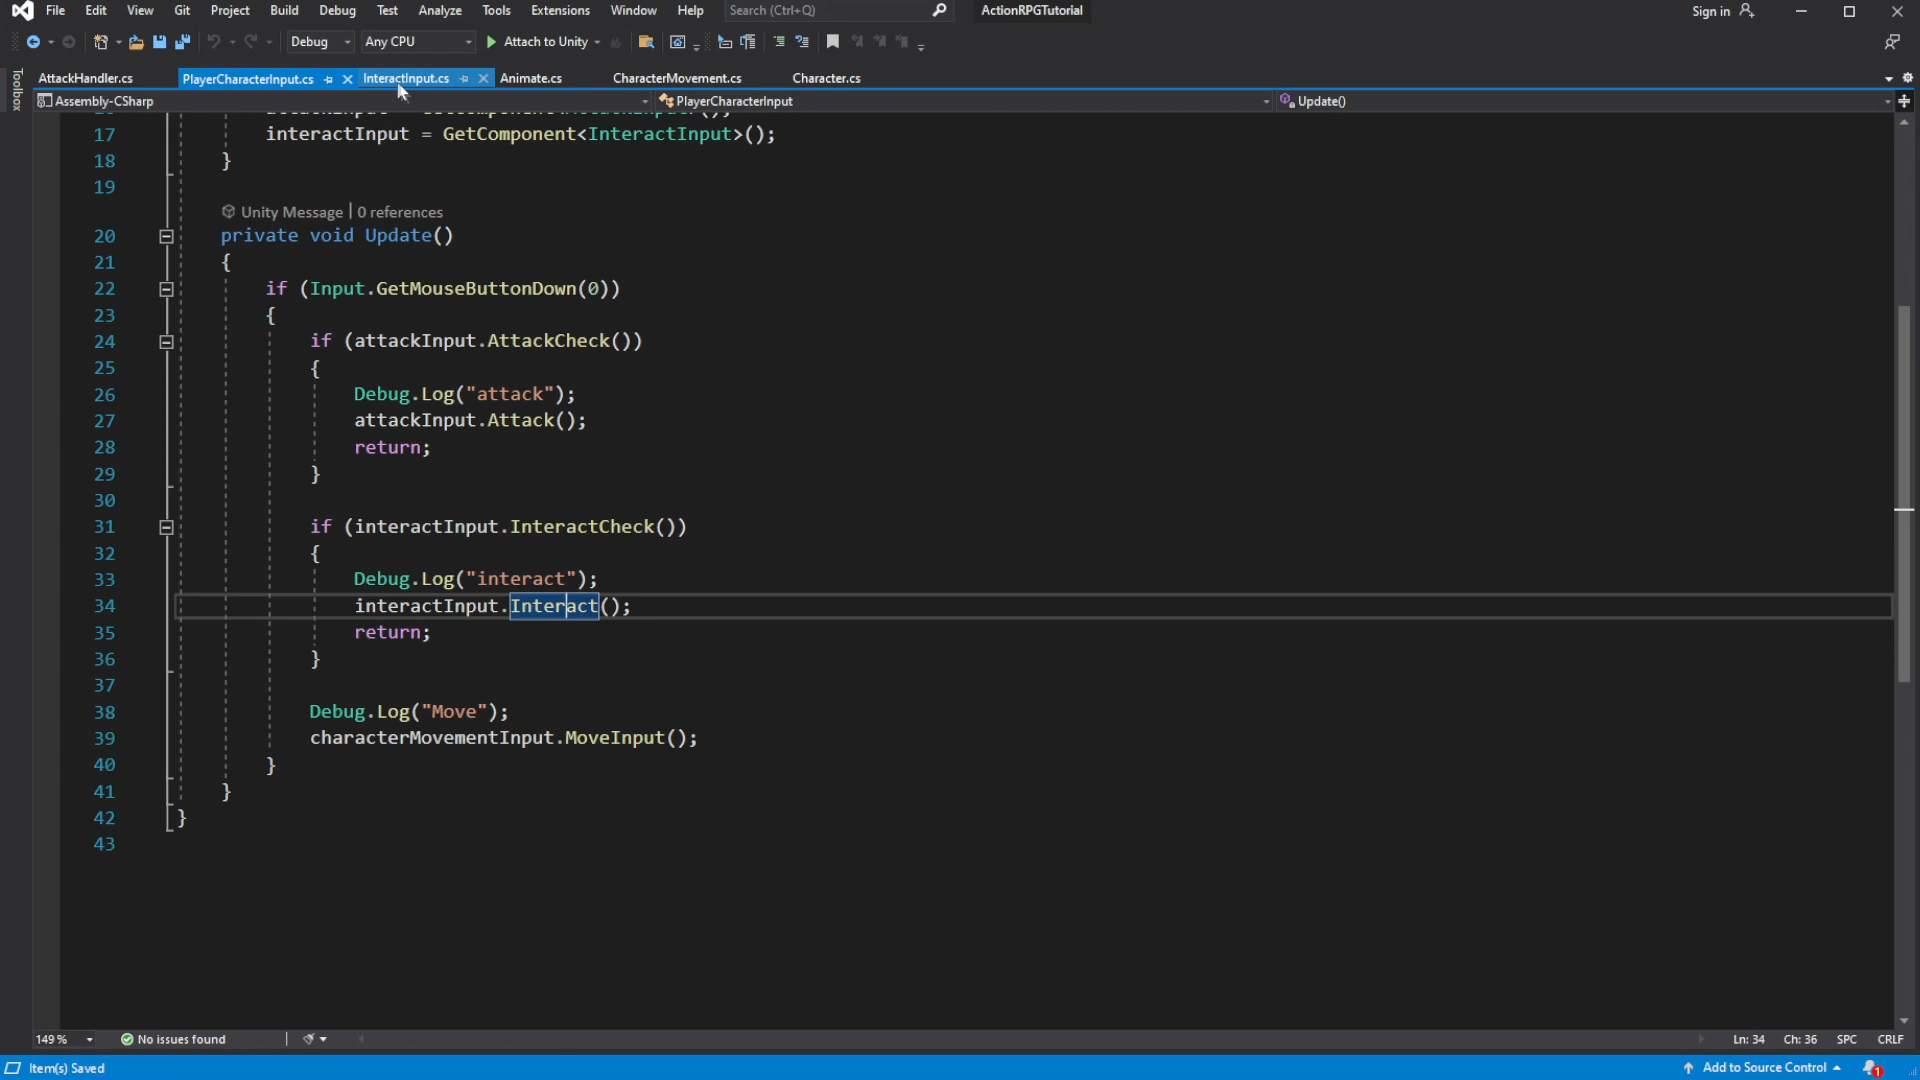 File Edit View Git Project Build Debug Test Analyze Tools Extensions Window Help Search (Ctrl+Q) ActionRPGTutorial Sign in
Debug Any CPU Attach to Unity
Toolbox
AttackHandler.cs PlayerCharacterInput.cs InteractInput.cs Animate.cs CharacterMovement.cs Character.cs
Assembly-CSharp PlayerCharacterInput Update()
17 interactInput = GetComponent<InteractInput>();
18 }
19
Unity Message | 0 references
20 private void Update()
21 {
22 if (Input.GetMouseButtonDown(0))
23 {
24 if (attackInput.AttackCheck())
25 {
26 Debug.Log("attack");
27 attackInput.Attack();
28 return;
29 }
30
31 if (interactInput.InteractCheck())
32 {
33 Debug.Log("interact");
34 interactInput.Interact();
35 return;
36 }
37
38 Debug.Log("Move");
39 characterMovementInput.MoveInput();
40 }
41 }
42 }
43
149 % No issues found Ln: 34 Ch: 36 SPC CRLF
Item(s) Saved Add to Source Control 1